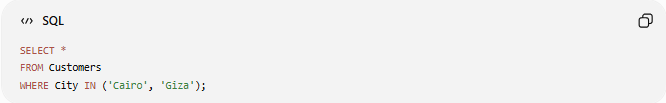 SQL
SELECT *
FROM Customers
WHERE City IN ('Cairo', 'Giza');